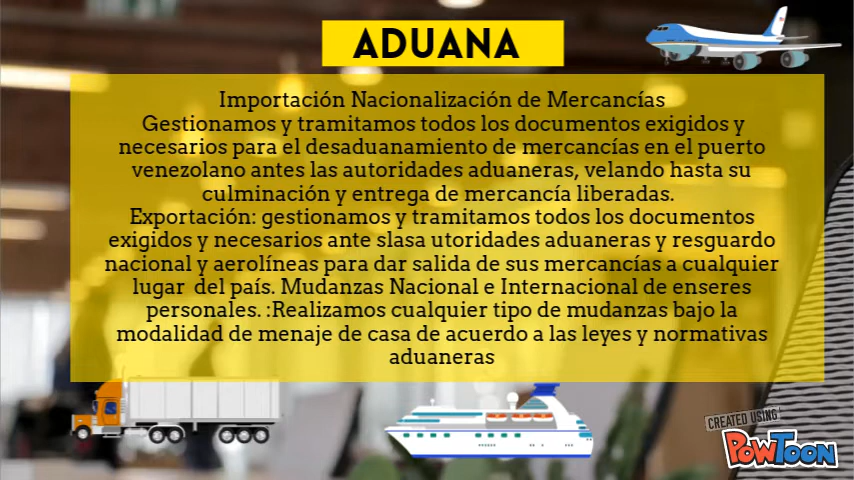 ADUANA
Importación Nacionalización de Mercancías
Gestionamos y tramitamos todos los documentos exigidos y
necesarios para el desaduanamiento de mercancías en el puerto
venezolano antes las autoridades aduaneras, velando hasta su
culminación y entrega de mercancía liberadas.
Exportación: gestionamos y tramitamos todos los documentos
exigidos y necesarios ante slasa utoridades aduaneras y resguardo
nacional y aerolíneas para dar salida de sus mercancías a cualquier
lugar del país. Mudanzas Nacional e Internacional de enseres
personales. :Realizamos cualquier tipo de mudanzas bajo la
modalidad de menaje de casa de acuerdo a las leyes y normativas
aduaneras
CREATED USING
POWTOON